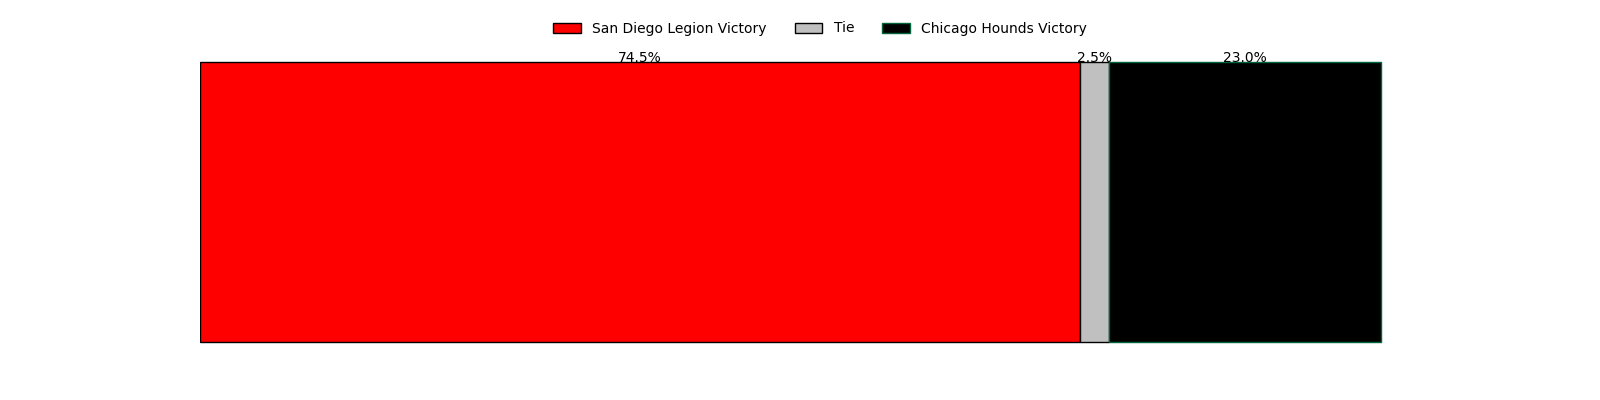 San Diego Legion Victory Tie Chicago Hounds Victory
74.5% 2.5% 23.0%